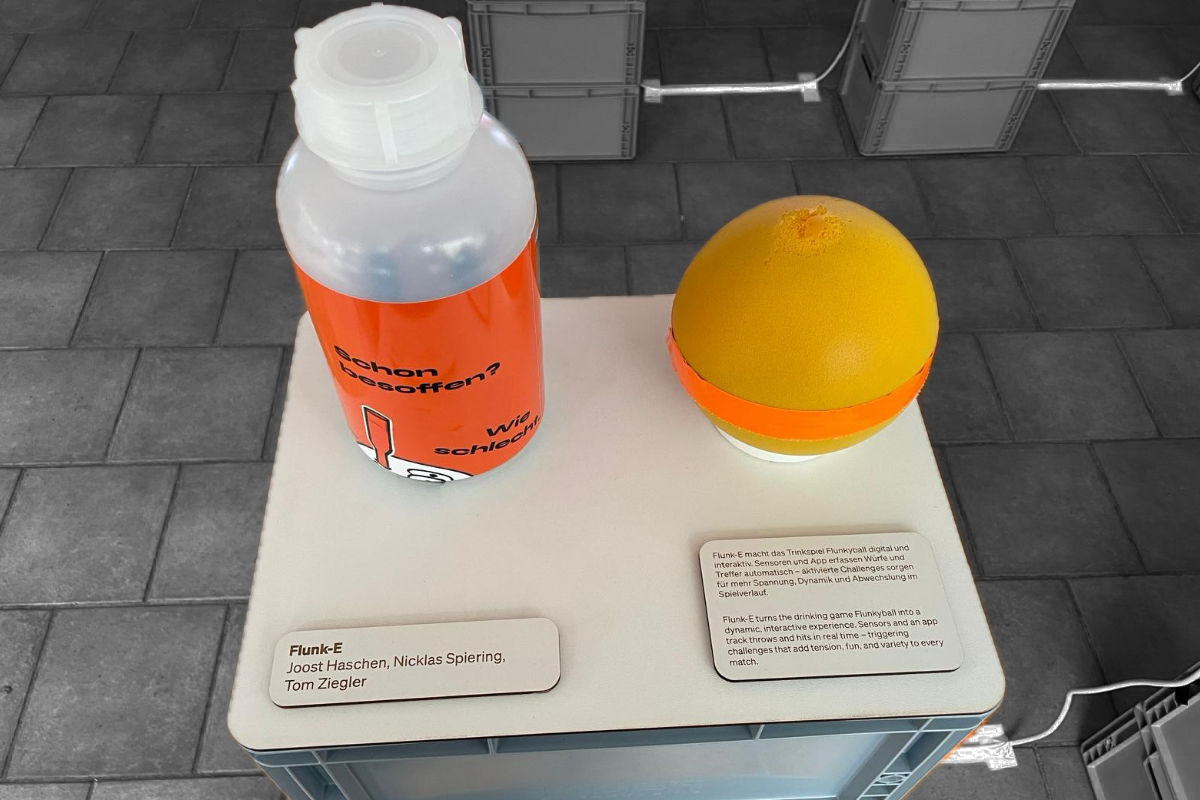 Schon
besoffen?
Wie
schlecht.
Flunk-E
Joost Haschen, Nicklas Spiering,
Tom Ziegler
Flunk-E macht das Trinkspiel Flunkyball digital und
interaktiv. Sensoren und App erfassen Würfe und
Treffer automatisch – aktivierte Challenges sorgen
für mehr Spannung, Dynamik und Abwechslung im
Spielverlauf.
Flunk-E turns the drinking game Flunkyball into a
dynamic, interactive experience. Sensors and an app
track throws and hits in real time – triggering
challenges that add tension, fun, and variety to every
match.